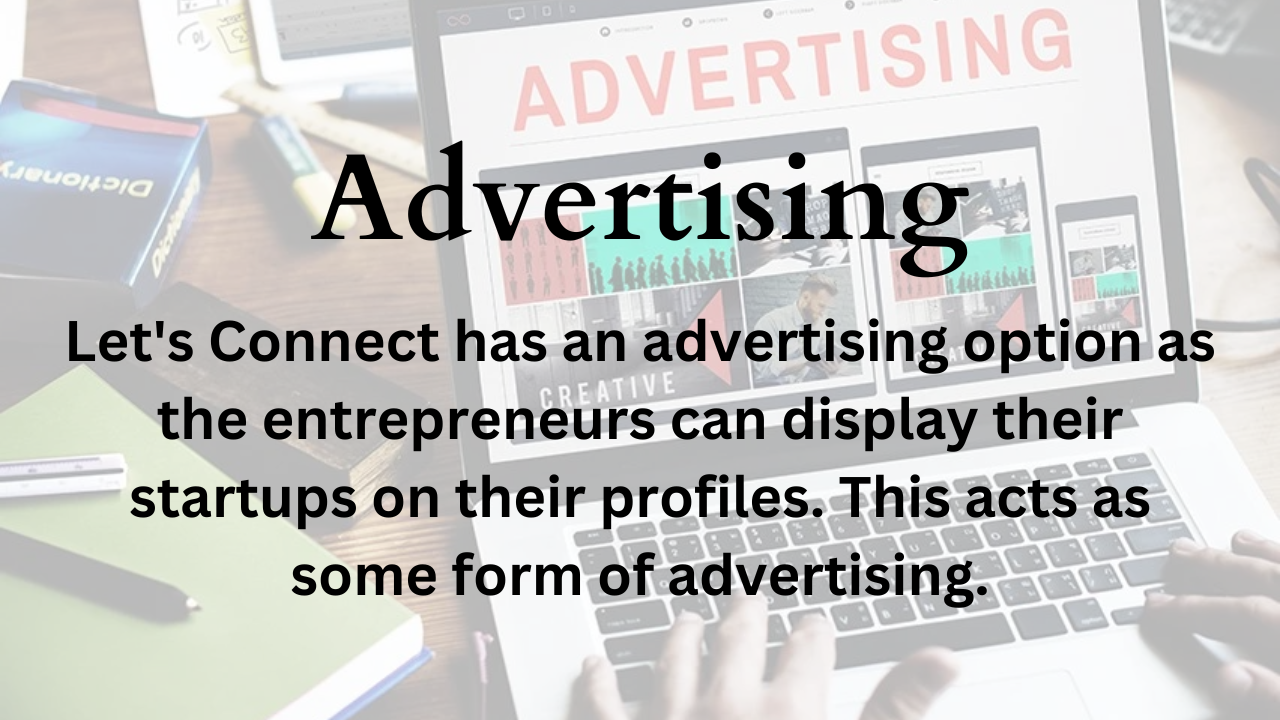 ADVERTISING
Advertising
Dictionary
Dictionary
Let's Connect has an advertising option as
CREATIVE
the entrepreneurs can display their
startups on their profiles. This acts as
some form of advertising.